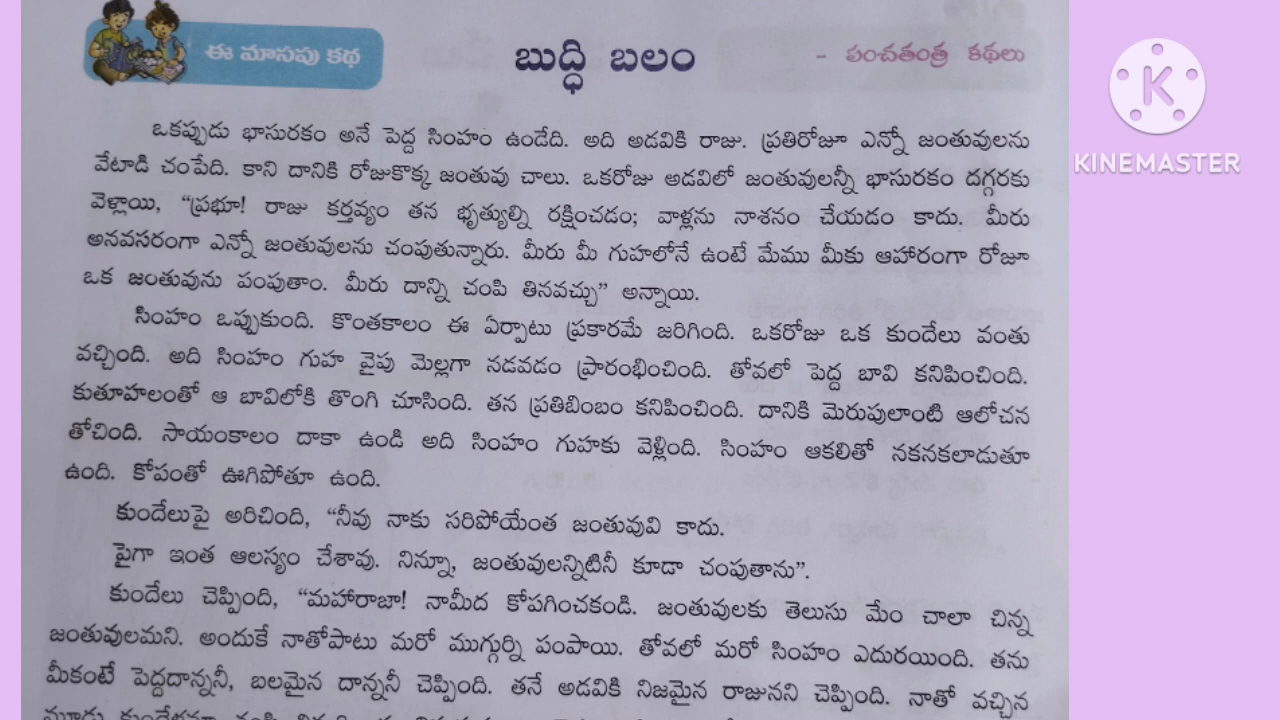 ఈ మాసపు కథ
బుద్ధి బలం
- పంచతంత్ర కథలు
KINEMASTER
ఒకప్పుడు భాసురకం అనే పెద్ద సింహం ఉండేది. అది అడవికి రాజు. ప్రతిరోజూ ఎన్నో జంతువులను
వేటాడి చంపేది. కాని దానికి రోజుకొక్క జంతువు చాలు. ఒకరోజు అడవిలో జంతువులన్నీ భాసురకం దగ్గరకు
వెళ్లాయి, “ప్రభూ! రాజు కర్తవ్యం తన భృత్యుల్ని రక్షించడం; వాళ్లను నాశనం చేయడం కాదు. మీరు
అనవసరంగా ఎన్నో జంతువులను చంపుతున్నారు. మీరు మీ గుహలోనే ఉంటే మేము మీకు ఆహారంగా రోజూ
ఒక జంతువును పంపుతాం. మీరు దాన్ని చంపి తినవచ్చు” అన్నాయి.
సింహం ఒప్పుకుంది. కొంతకాలం ఈ ఏర్పాటు ప్రకారమే జరిగింది. ఒకరోజు ఒక కుందేలు వంతు
వచ్చింది. అది సింహం గుహ వైపు మెల్లగా నడవడం ప్రారంభించింది. తోవలో పెద్ద బావి కనిపించింది.
కుతూహలంతో ఆ బావిలోకి తొంగి చూసింది. తన ప్రతిబింబం కనిపించింది. దానికి మెరుపులాంటి ఆలోచన
తోచింది. సాయంకాలం దాకా ఉండి అది సింహం గుహకు వెళ్లింది. సింహం ఆకలితో నకనకలాడుతూ
ఉంది. కోపంతో ఊగిపోతూ ఉంది.
కుందేలుపై అరిచింది, “నీవు నాకు సరిపోయేంత జంతువువి కాదు.
పైగా ఇంత ఆలస్యం చేశావు. నిన్నూ, జంతువులన్నిటినీ కూడా చంపుతాను”.
కుందేలు చెప్పింది, “మహారాజా! నామీద కోపగించకండి. జంతువులకు తెలుసు మేం చాలా చిన్న
జంతువులమని. అందుకే నాతోపాటు మరో ముగ్గుర్ని పంపాయి. తోవలో మరో సింహం ఎదురయింది. తను
మీకంటే పెద్దదాన్ననీ, బలమైన దాన్ననీ చెప్పింది. తనే అడవికి నిజమైన రాజునని చెప్పింది. నాతో వచ్చిన